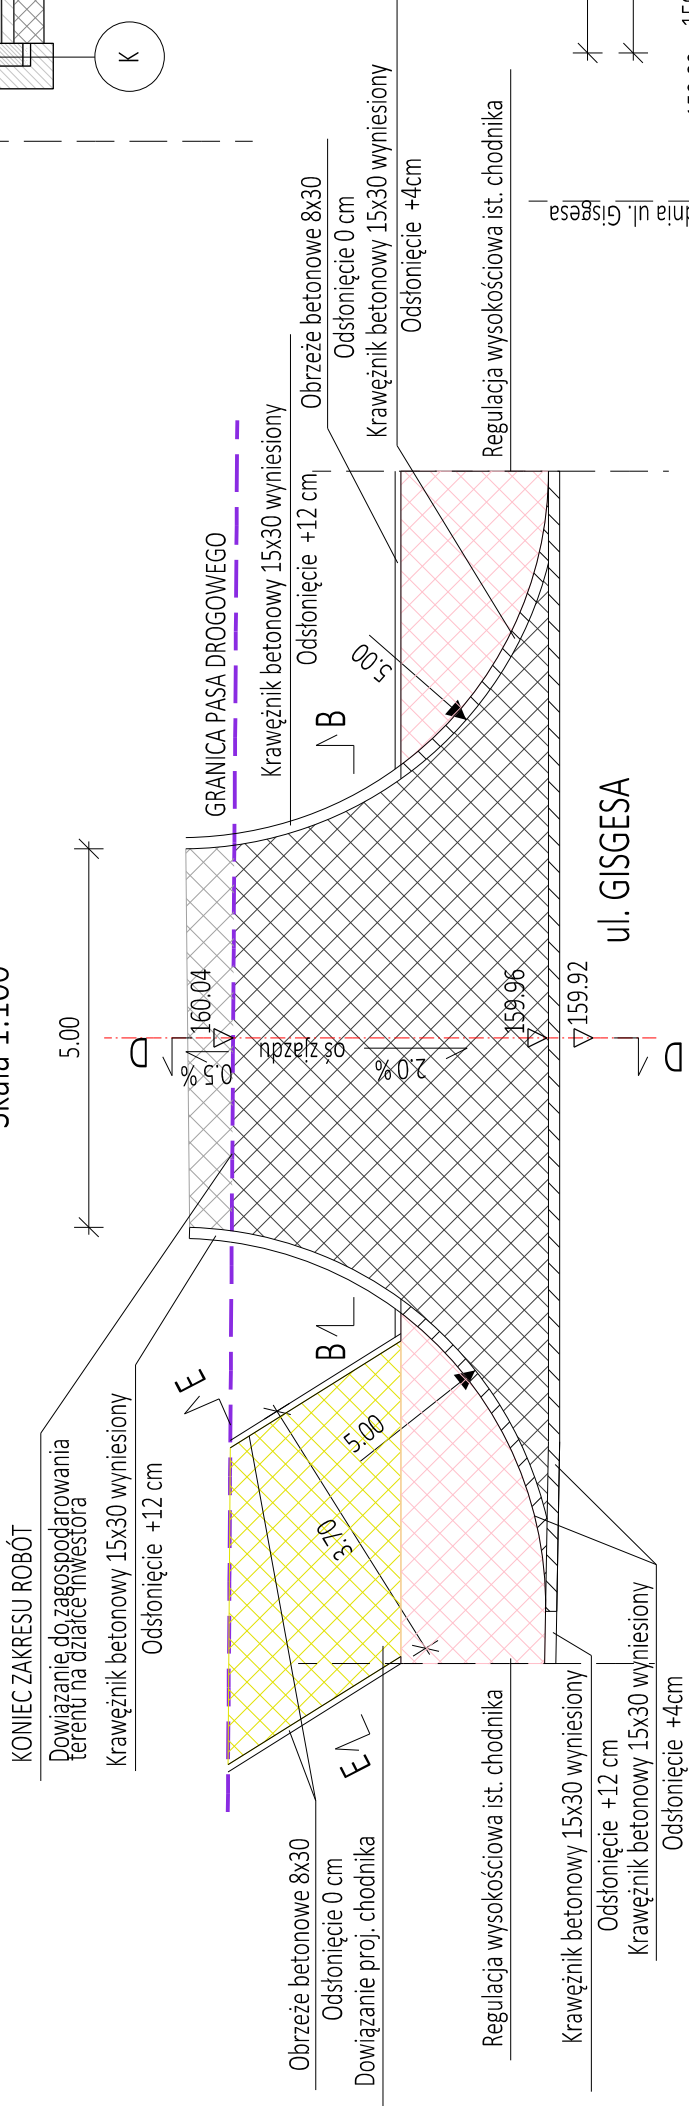 Skala 1:100
K
KONIEC ZAKRESU ROBÓT
Dowiązanie do zagospodarowania
terenu na działce inwestora
Krawężnik betonowy 15x30 wyniesiony
Odsłonięcie +12 cm
5.00
GRANICA PASA DROGOWEGO
Krawężnik betonowy 15x30 wyniesiony
Odsłonięcie +12 cm
Obrzeże betonowe 8x30
Odsłonięcie 0 cm
Krawężnik betonowy 15x30 wyniesiony
Odsłonięcie +4cm
Regulacja wysokościowa ist. chodnika
D
160.04
0.5%
oś zjazdu
2.0%
159.96
159.92
D
B
B
E
E
5.00
5.00
3.70
Obrzeże betonowe 8x30
Odsłonięcie 0 cm
Dowiązanie proj. chodnika
Regulacja wysokościowa ist. chodnika
Krawężnik betonowy 15x30 wyniesiony
Odsłonięcie +12 cm
Krawężnik betonowy 15x30 wyniesiony
Odsłonięcie +4cm
ul. GISGESA
ul. Gisgesa